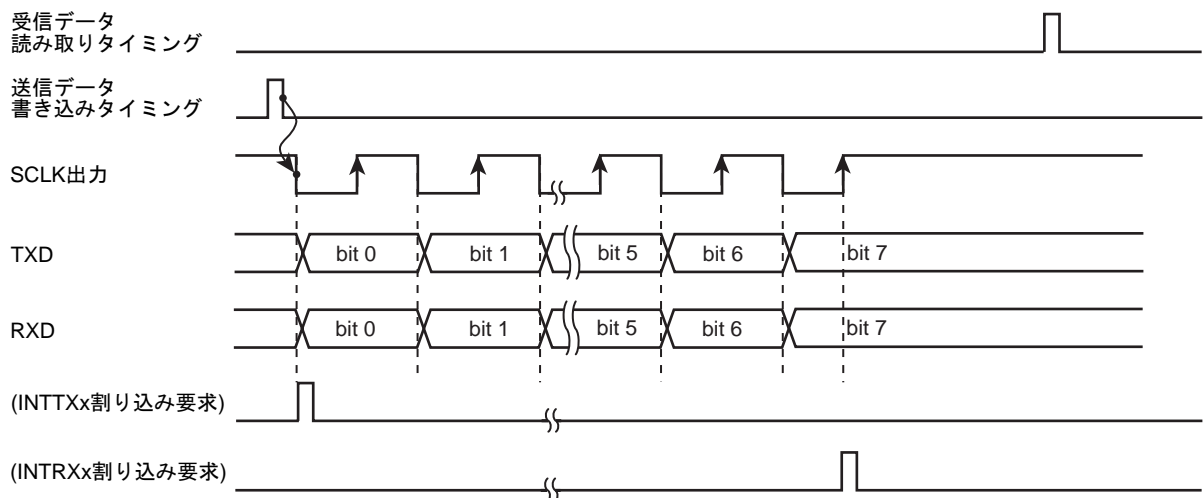 受信データ
読み取りタイミング
送信データ
書き込みタイミング
SCLK出力
TXD
bit 0
bit 1
bit 5
bit 6
bit 7
RXD
bit 0
bit 1
bit 5
bit 6
bit 7
(INTTXx割り込み要求)
(INTRXx割り込み要求)